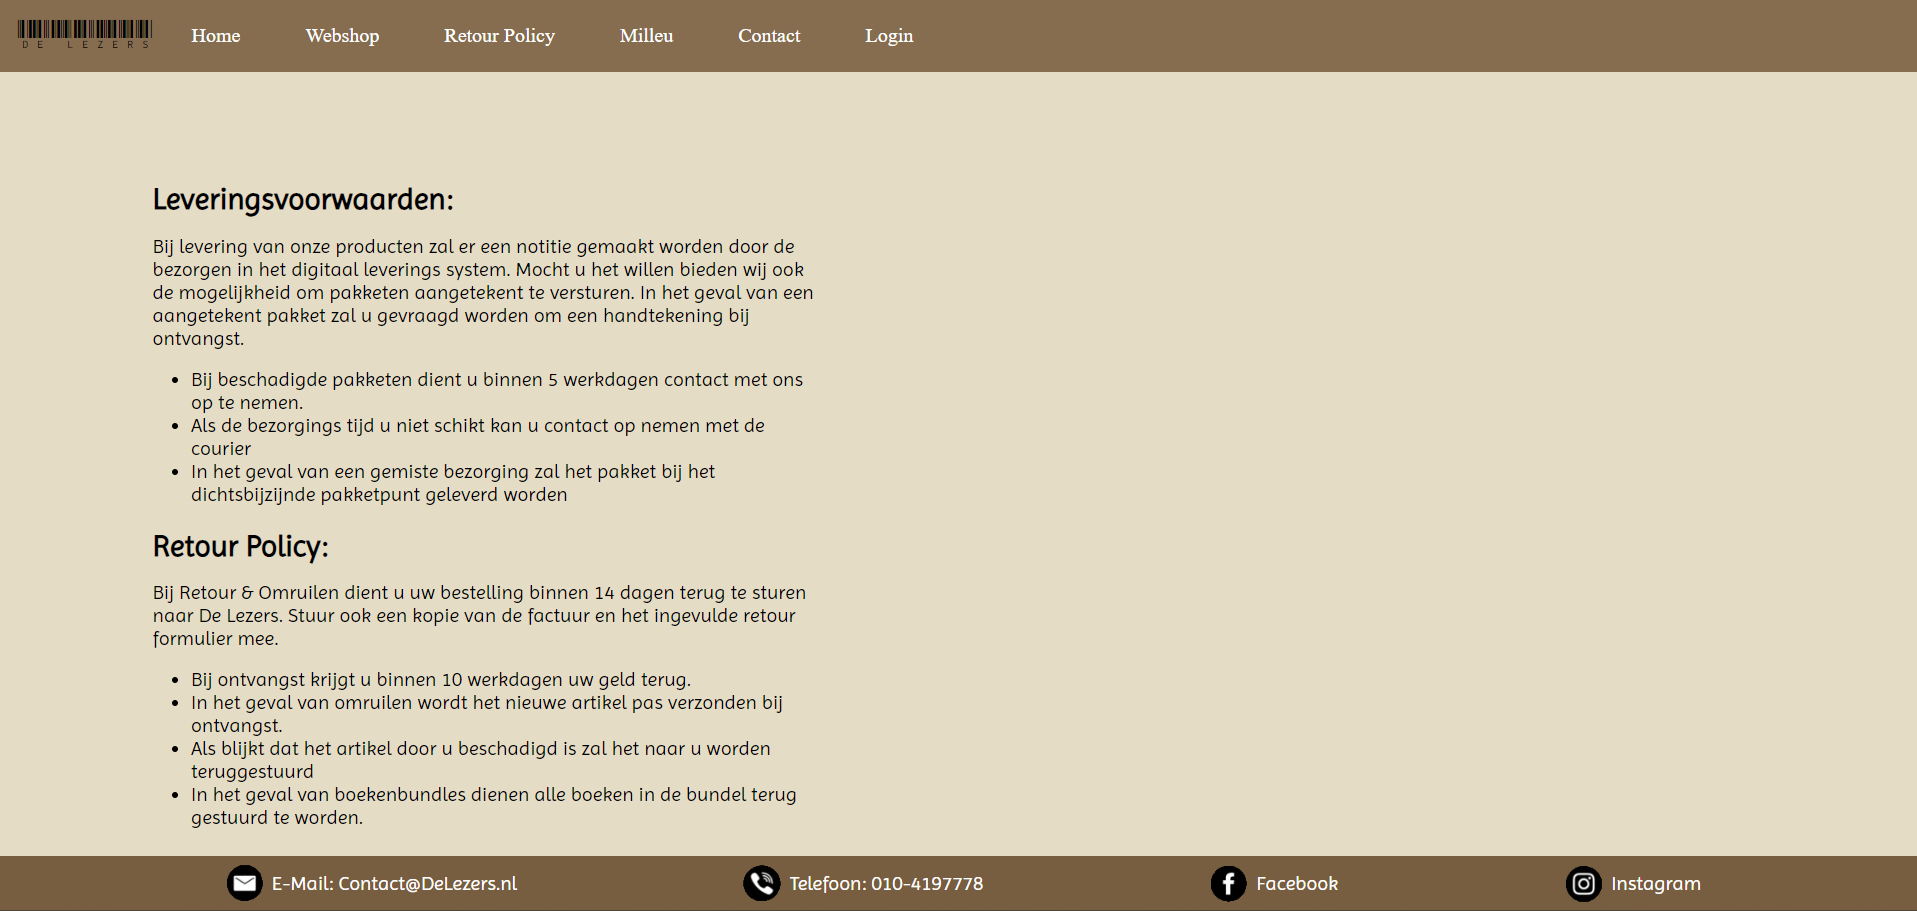 DE LEZERS
Home Webshop Retour Policy Milleu Contact Login
Leveringsvoorwaarden:
Bij levering van onze producten zal er een notitie gemaakt worden door de
bezorgen in het digitaal leverings system. Mocht u het willen bieden wij ook
de mogelijkheid om pakketen aangetekent te versturen. In het geval van een
aangetekent pakket zal u gevraagd worden om een handtekening bij
ontvangst.
• Bij beschadigde pakketen dient u binnen 5 werkdagen contact met ons
op te nemen.
• Als de bezorgings tijd u niet schikt kan u contact op nemen met de
courier
• In het geval van een gemiste bezorging zal het pakket bij het
dichtsbijzijnde pakketpunt geleverd worden
Retour Policy:
Bij Retour & Omruilen dient u uw bestelling binnen 14 dagen terug te sturen
naar De Lezers. Stuur ook een kopie van de factuur en het ingevulde retour
formulier mee.
• Bij ontvangst krijgt u binnen 10 werkdagen uw geld terug.
• In het geval van omruilen wordt het nieuwe artikel pas verzonden bij
ontvangst.
• Als blijkt dat het artikel door u beschadigd is zal het naar u worden
teruggestuurd
• In het geval van boekenbundles dienen alle boeken in de bundel terug
gestuurd te worden.
E-Mail: Contact@DeLezers.nl Telefoon: 010-4197778 Facebook Instagram